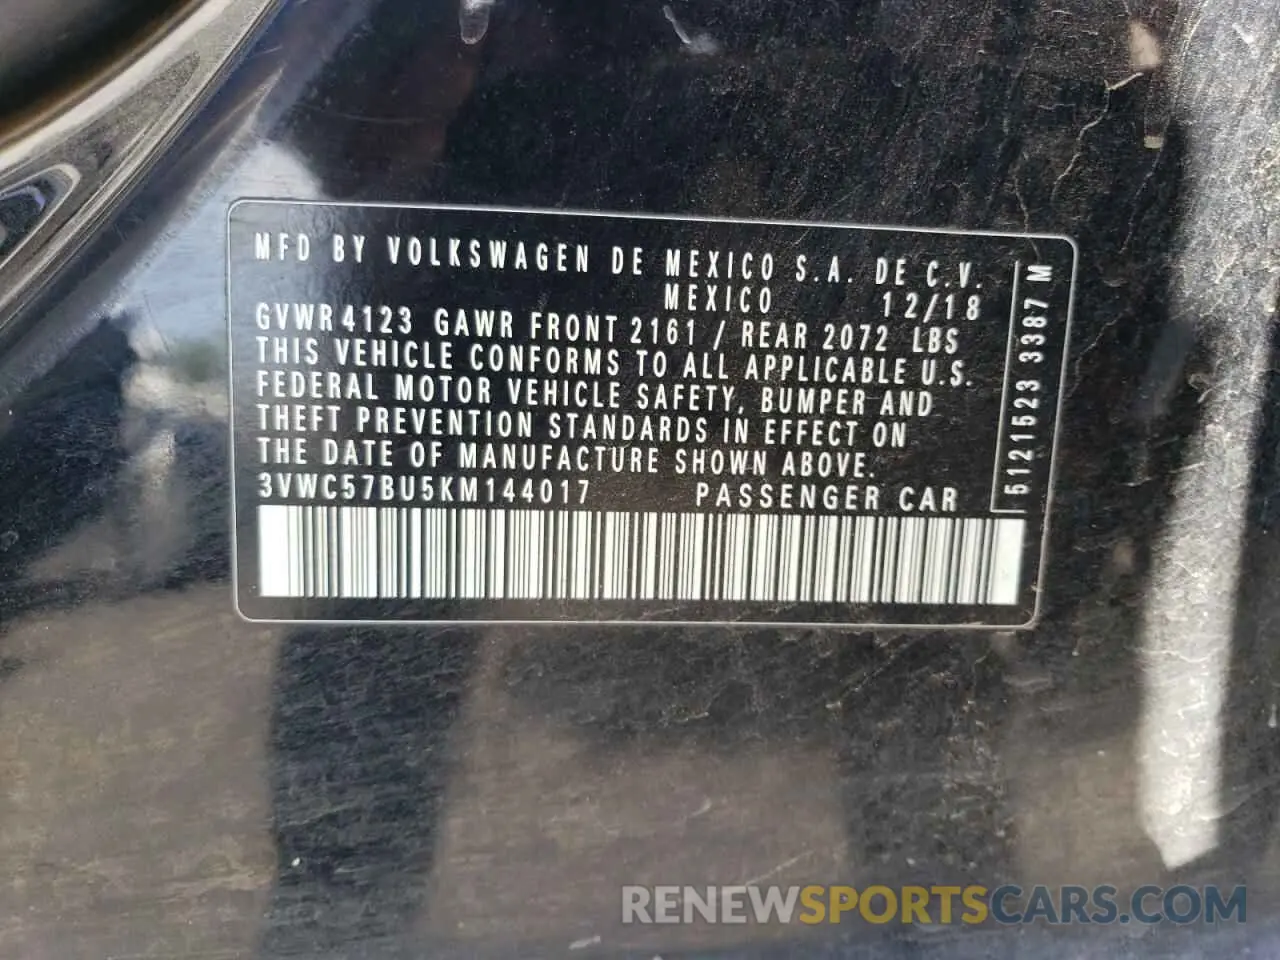 MFD BY VOLKSWAGEN DE MEXICO S.A. DE C.V.
MEXICO 12/18
GVWR 4123 GAWR FRONT 2161 / REAR 2072 LBS
THIS VEHICLE CONFORMS TO ALL APPLICABLE U.S.
FEDERAL MOTOR VEHICLE SAFETY, BUMPER AND
THEFT PREVENTION STANDARDS IN EFFECT ON
THE DATE OF MANUFACTURE SHOWN ABOVE.
3VWC57BU5KM144017 PASSENGER CAR
5121523 3387 M
RENEWSPORTSCARS.COM